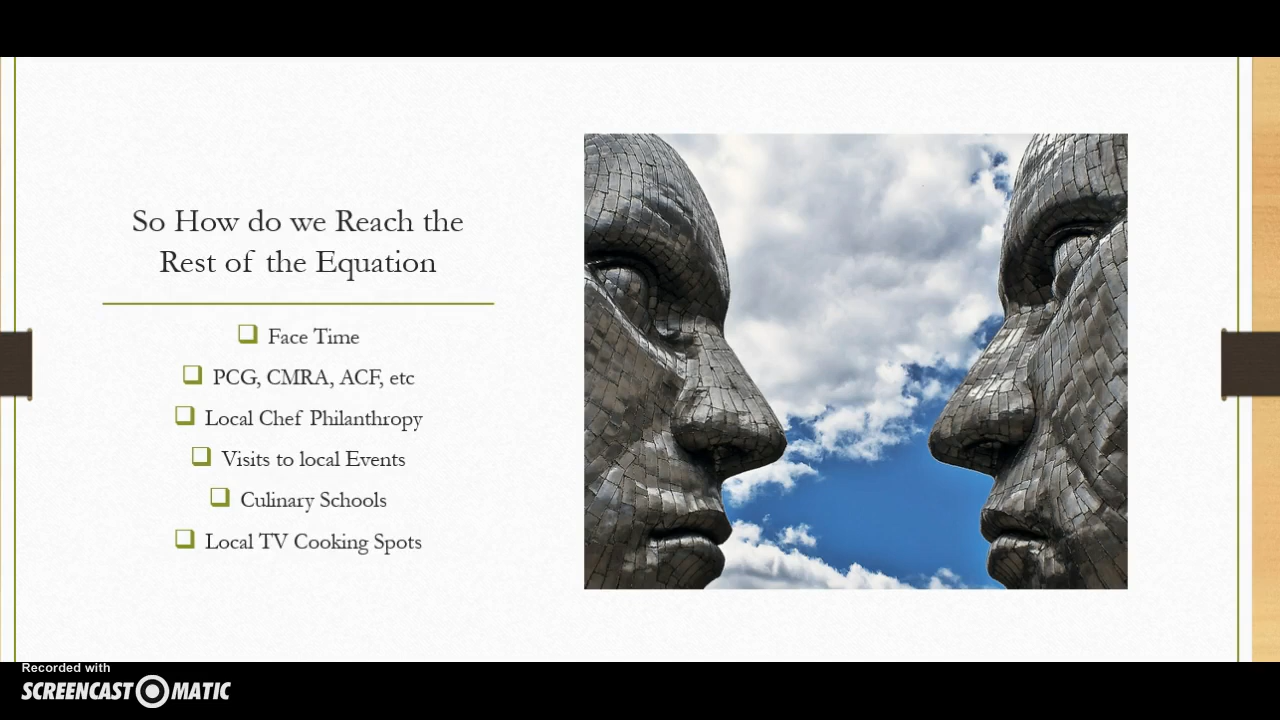 So How do we Reach the
Rest of the Equation
Face Time
PCG, CMRA, ACF, etc
Local Chef Philanthropy
Visits to local Events
Culinary Schools
Local TV Cooking Spots
Recorded with
SCREENCAST MATIC